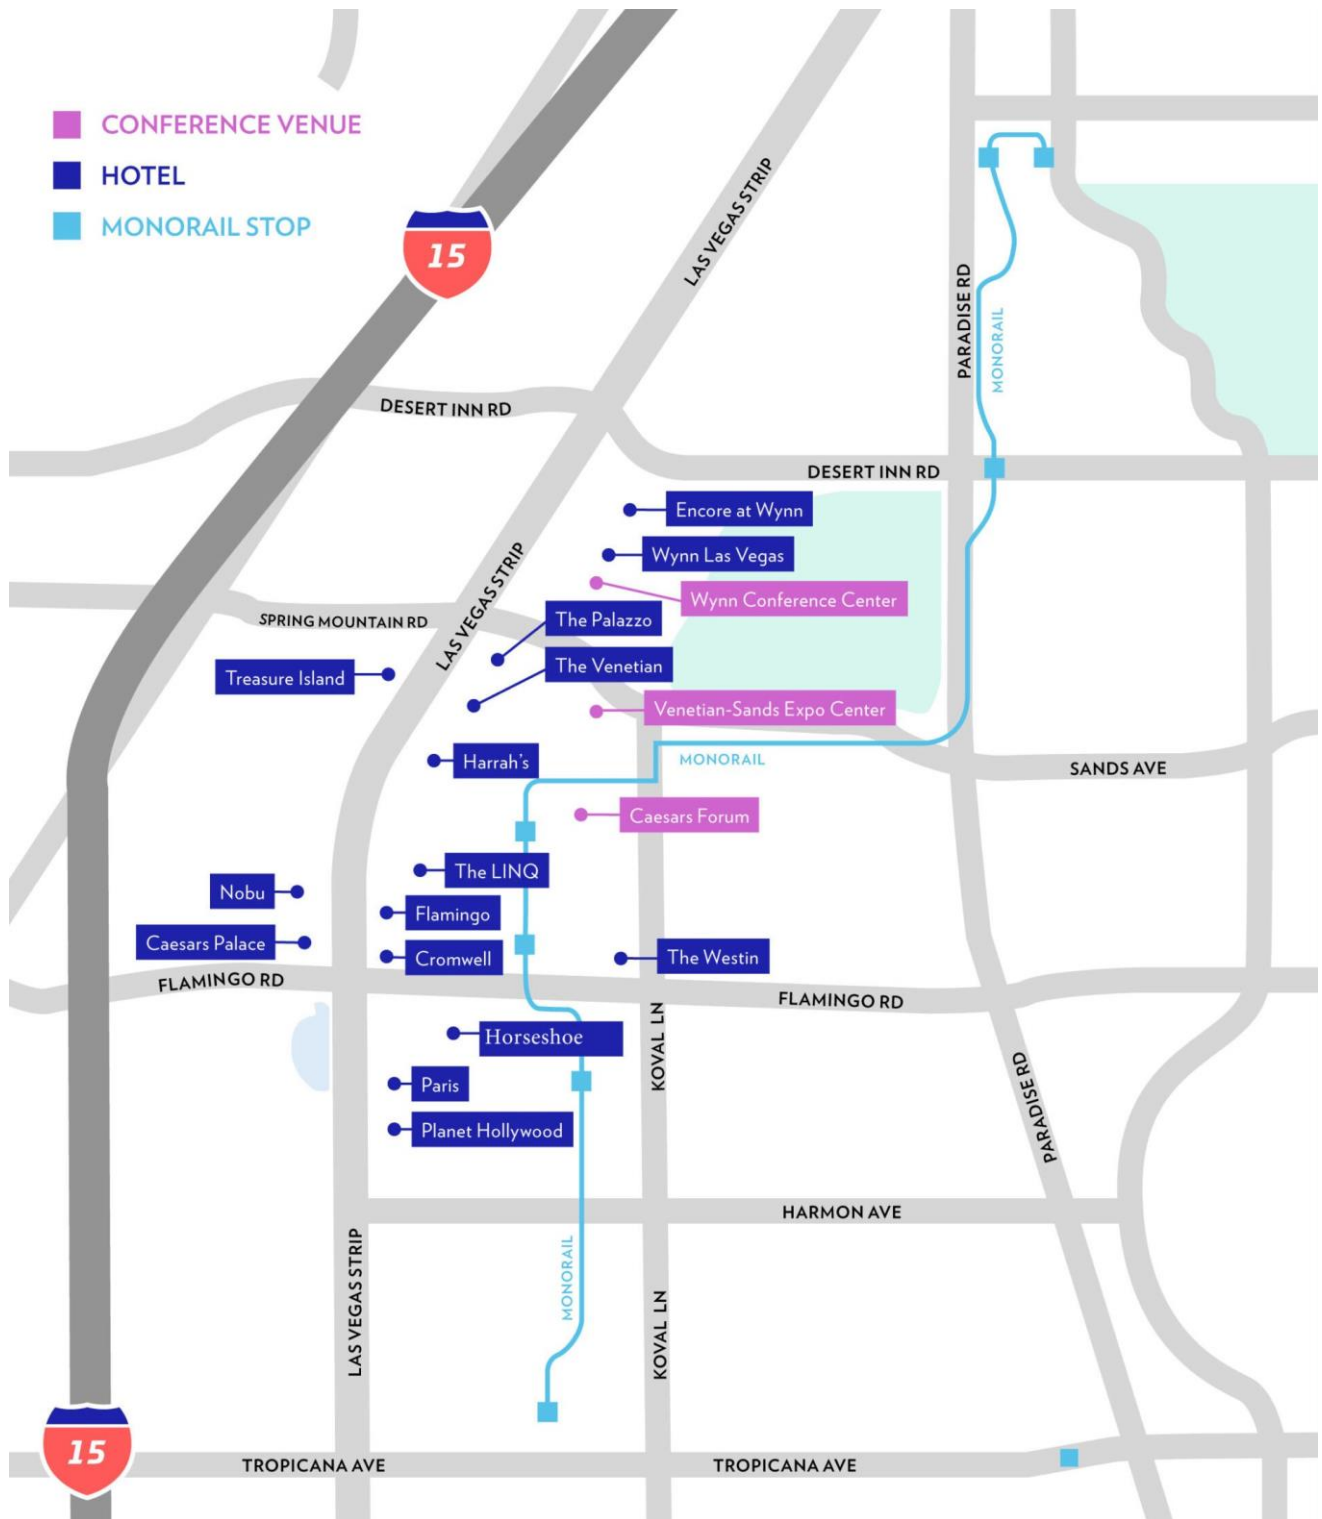 CONFERENCE VENUE
HOTEL
MONORAIL STOP
15
LAS VEGAS STRIP
PARADISE RD
MONORAIL
DESERT INN RD
DESERT INN RD
Encore at Wynn
Wynn Las Vegas
Wynn Conference Center
SPRING MOUNTAIN RD
LAS VEGAS STRIP
The Palazzo
The Venetian
Treasure Island
Venetian-Sands Expo Center
Harrah's
MONORAIL
SANDS AVE
Caesars Forum
The LINQ
Nobu
Flamingo
Caesars Palace
Cromwell
The Westin
FLAMINGO RD
FLAMINGO RD
Horseshoe
KOVAL LN
Paris
PARADISE RD
Planet Hollywood
HARMON AVE
LAS VEGAS STRIP
MONORAIL
KOVAL LN
15
TROPICANA AVE
TROPICANA AVE